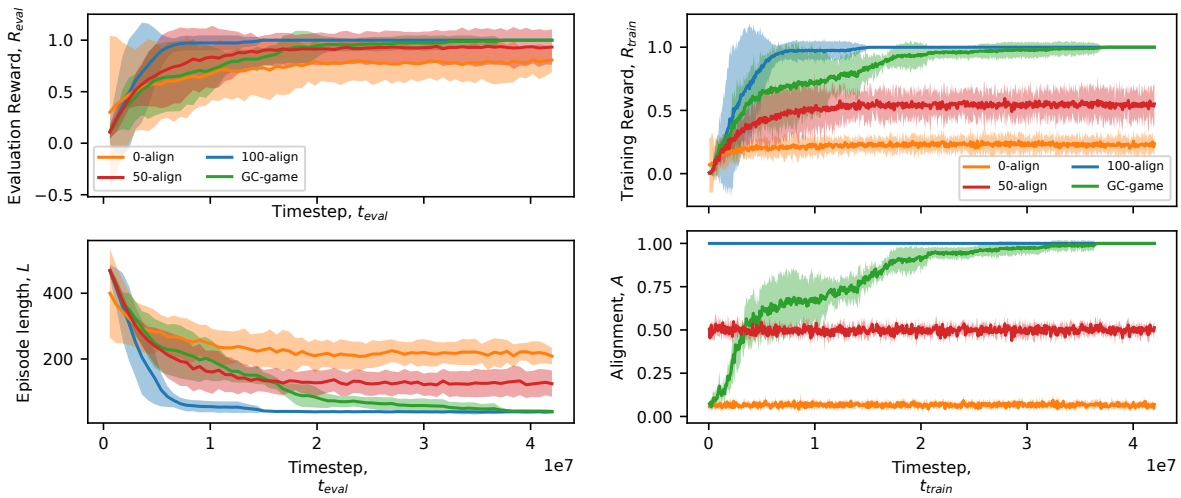 Evaluation Reward, R_eval
1.0
0.5
0.0
−0.5
0-align
50-align
100-align
GC-game
Timestep, t_eval
Training Reward, R_train
1.0
0.5
0.0
0-align
50-align
100-align
GC-game
Episode length, L
400
200
0
1
2
3
4
1e7
Timestep,
t_eval
Alignment, A
1.00
0.75
0.50
0.25
0.00
0
1
2
3
4
1e7
Timestep,
t_train